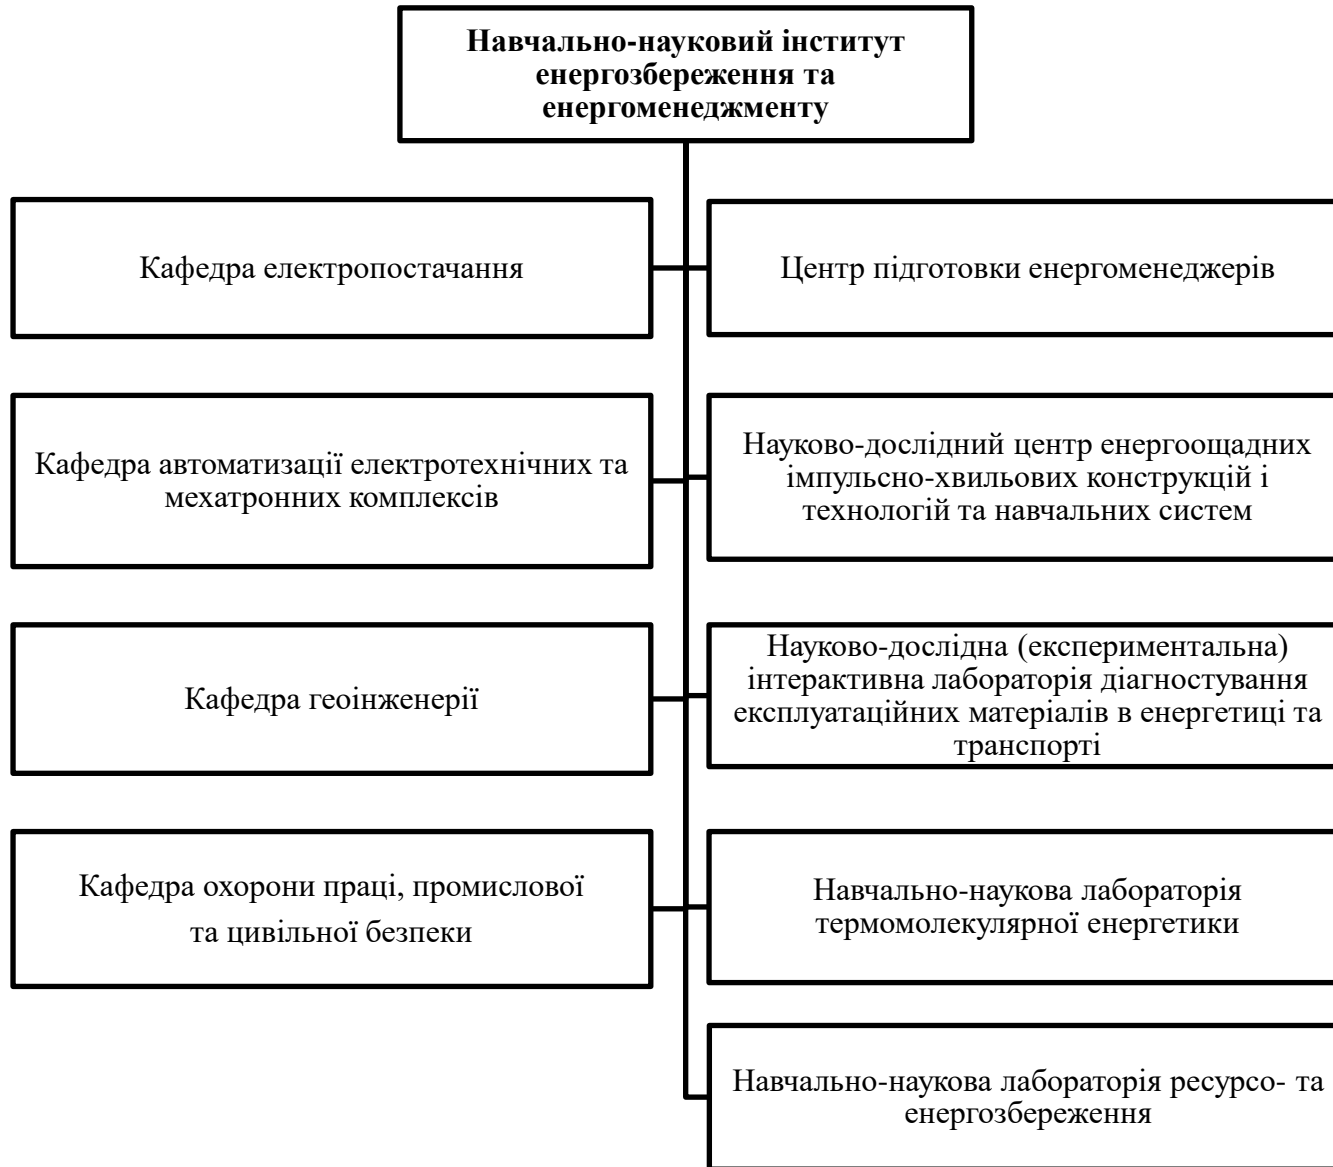 Навчально-науковий інститут
енергозбереження та
енергоменеджменту
Кафедра електропостачання
Центр підготовки енергоменеджерів
Кафедра автоматизації електротехнічних та
мехатронних комплексів
Науково-дослідний центр енергоощадних
імпульсно-хвильових конструкцій і
технологій та навчальних систем
Кафедра геоінженерії
Науково-дослідна (експериментальна)
інтерактивна лабораторія діагностування
експлуатаційних матеріалів в енергетиці та
транспорті
Кафедра охорони праці, промислової
та цивільної безпеки
Навчально-наукова лабораторія
термомолекулярної енергетики
Навчально-наукова лабораторія ресурсо- та
енергозбереження